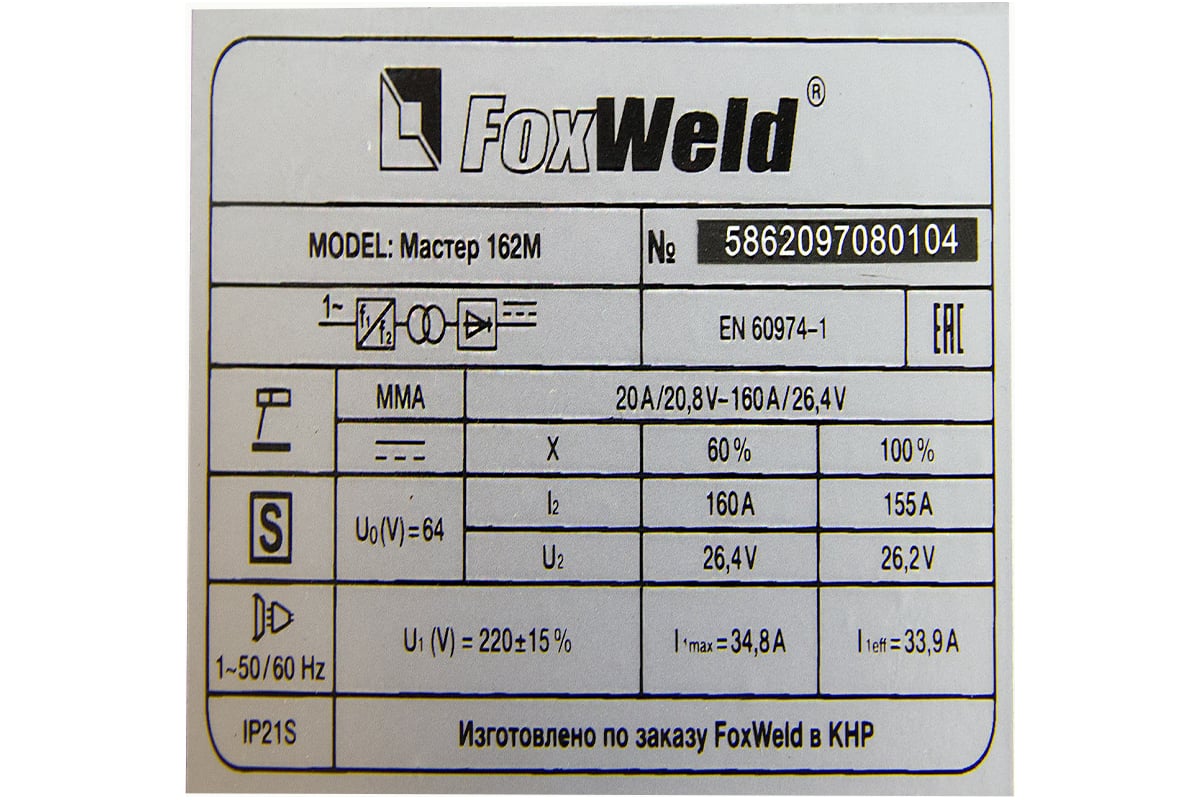 FoxWeld ®
MODEL: Мастер 162М
№ 5862097080104
1~ f1 f2
EN 60974-1
EAC
MMA
20A/20,8V-160A/26,4V
X 60% 100%
S
U0(V)=64
I2 160A 155A
U2 26,4V 26,2V
1~50/60 Hz
U1 (V) = 220±15%
I1max=34,8A
I1eff=33,9A
IP21S
Изготовлено по заказу FoxWeld в КНР